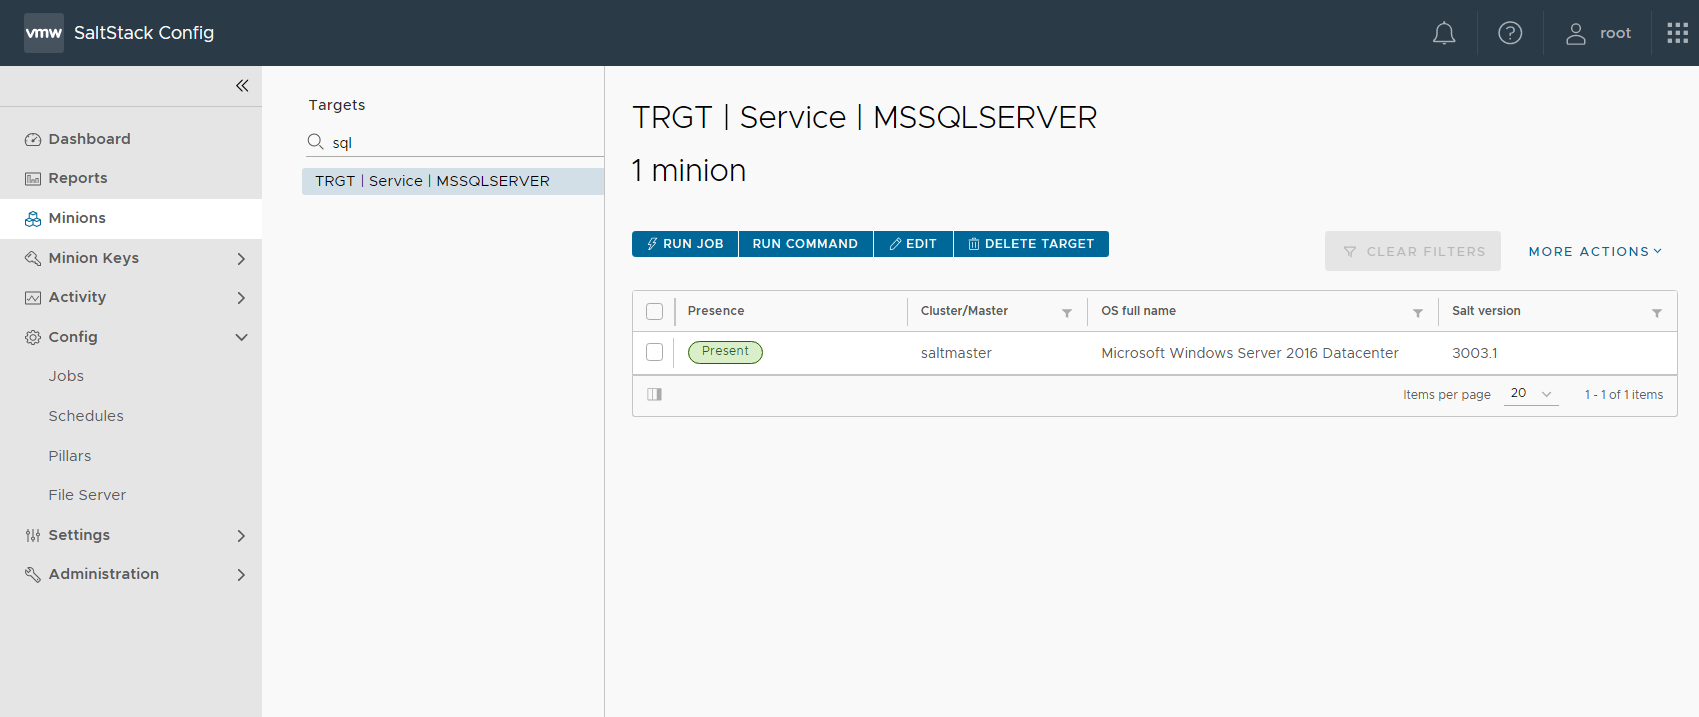 vmw SaltStack Config
? root
Dashboard
Reports
Minions
Minion Keys
Activity
Config
Jobs
Schedules
Pillars
File Server
Settings
Administration
Targets
sql
TRGT | Service | MSSQLSERVER
TRGT | Service | MSSQLSERVER
1 minion
RUN JOB RUN COMMAND EDIT DELETE TARGET
CLEAR FILTERS MORE ACTIONS
Presence Cluster/Master OS full name Salt version
Present saltmaster Microsoft Windows Server 2016 Datacenter 3003.1
Items per page 20 1 - 1 of 1 items